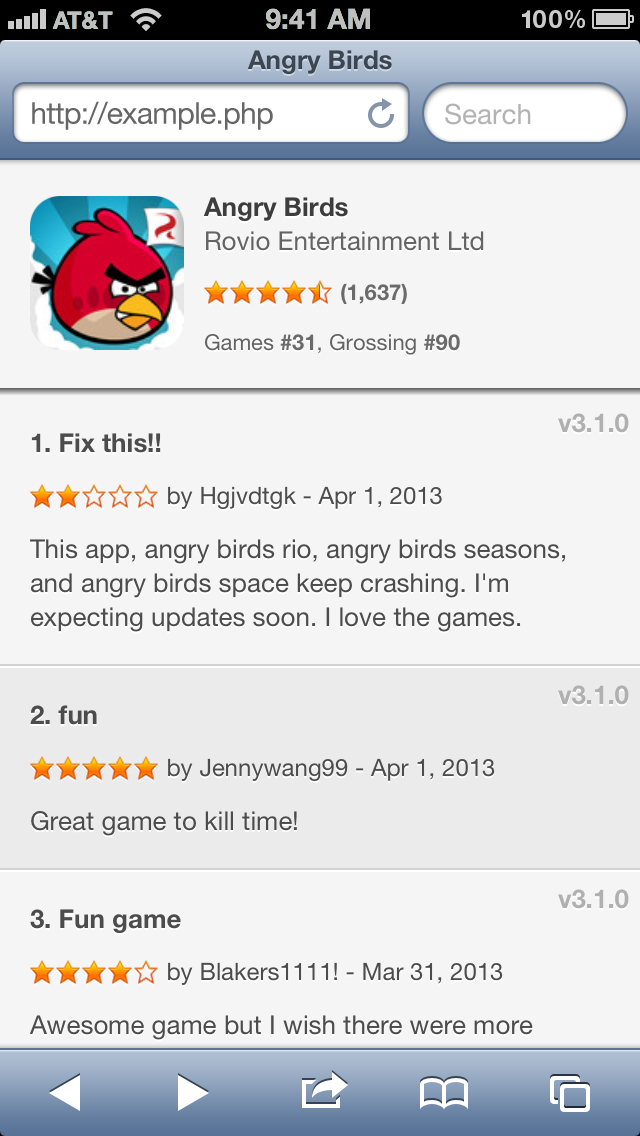 AT&T 9:41 AM 100%
Angry Birds
http://example.php Search
Angry Birds
Rovio Entertainment Ltd
(1,637)
Games #31, Grossing #90
v3.1.0
1. Fix this!!
by Hgjvdtgk - Apr 1, 2013
This app, angry birds rio, angry birds seasons,
and angry birds space keep crashing. I'm
expecting updates soon. I love the games.
v3.1.0
2. fun
by Jennywang99 - Apr 1, 2013
Great game to kill time!
v3.1.0
3. Fun game
by Blakers1111! - Mar 31, 2013
Awesome game but I wish there were more